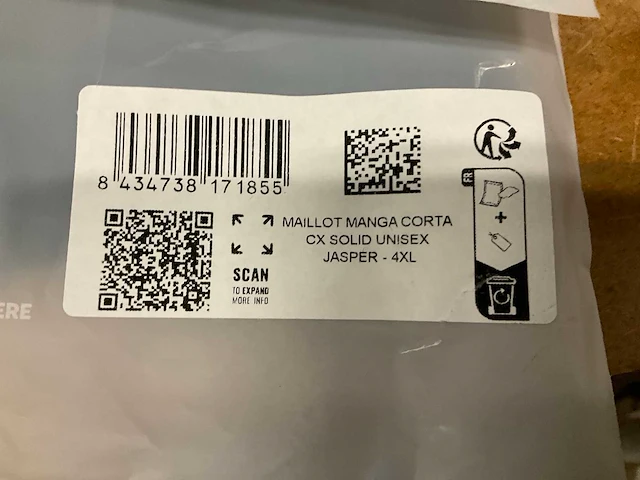 8 434738 171855
MAILLOT MANGA CORTA
CX SOLID UNISEX
JASPER - 4XL
SCAN
TO EXPAND
MORE INFO
FR
+
ERE